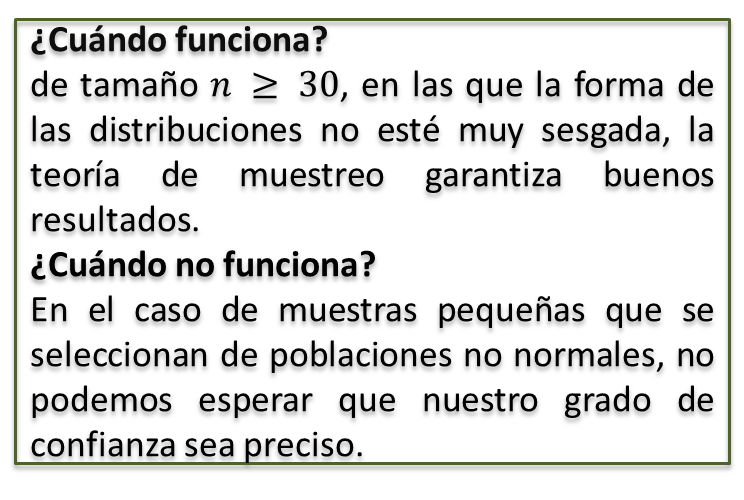 ¿Cuándo funciona?
de tamaño n ≥ 30, en las que la forma de
las distribuciones no esté muy sesgada, la
teoría de muestreo garantiza buenos
resultados.
¿Cuándo no funciona?
En el caso de muestras pequeñas que se
seleccionan de poblaciones no normales, no
podemos esperar que nuestro grado de
confianza sea preciso.